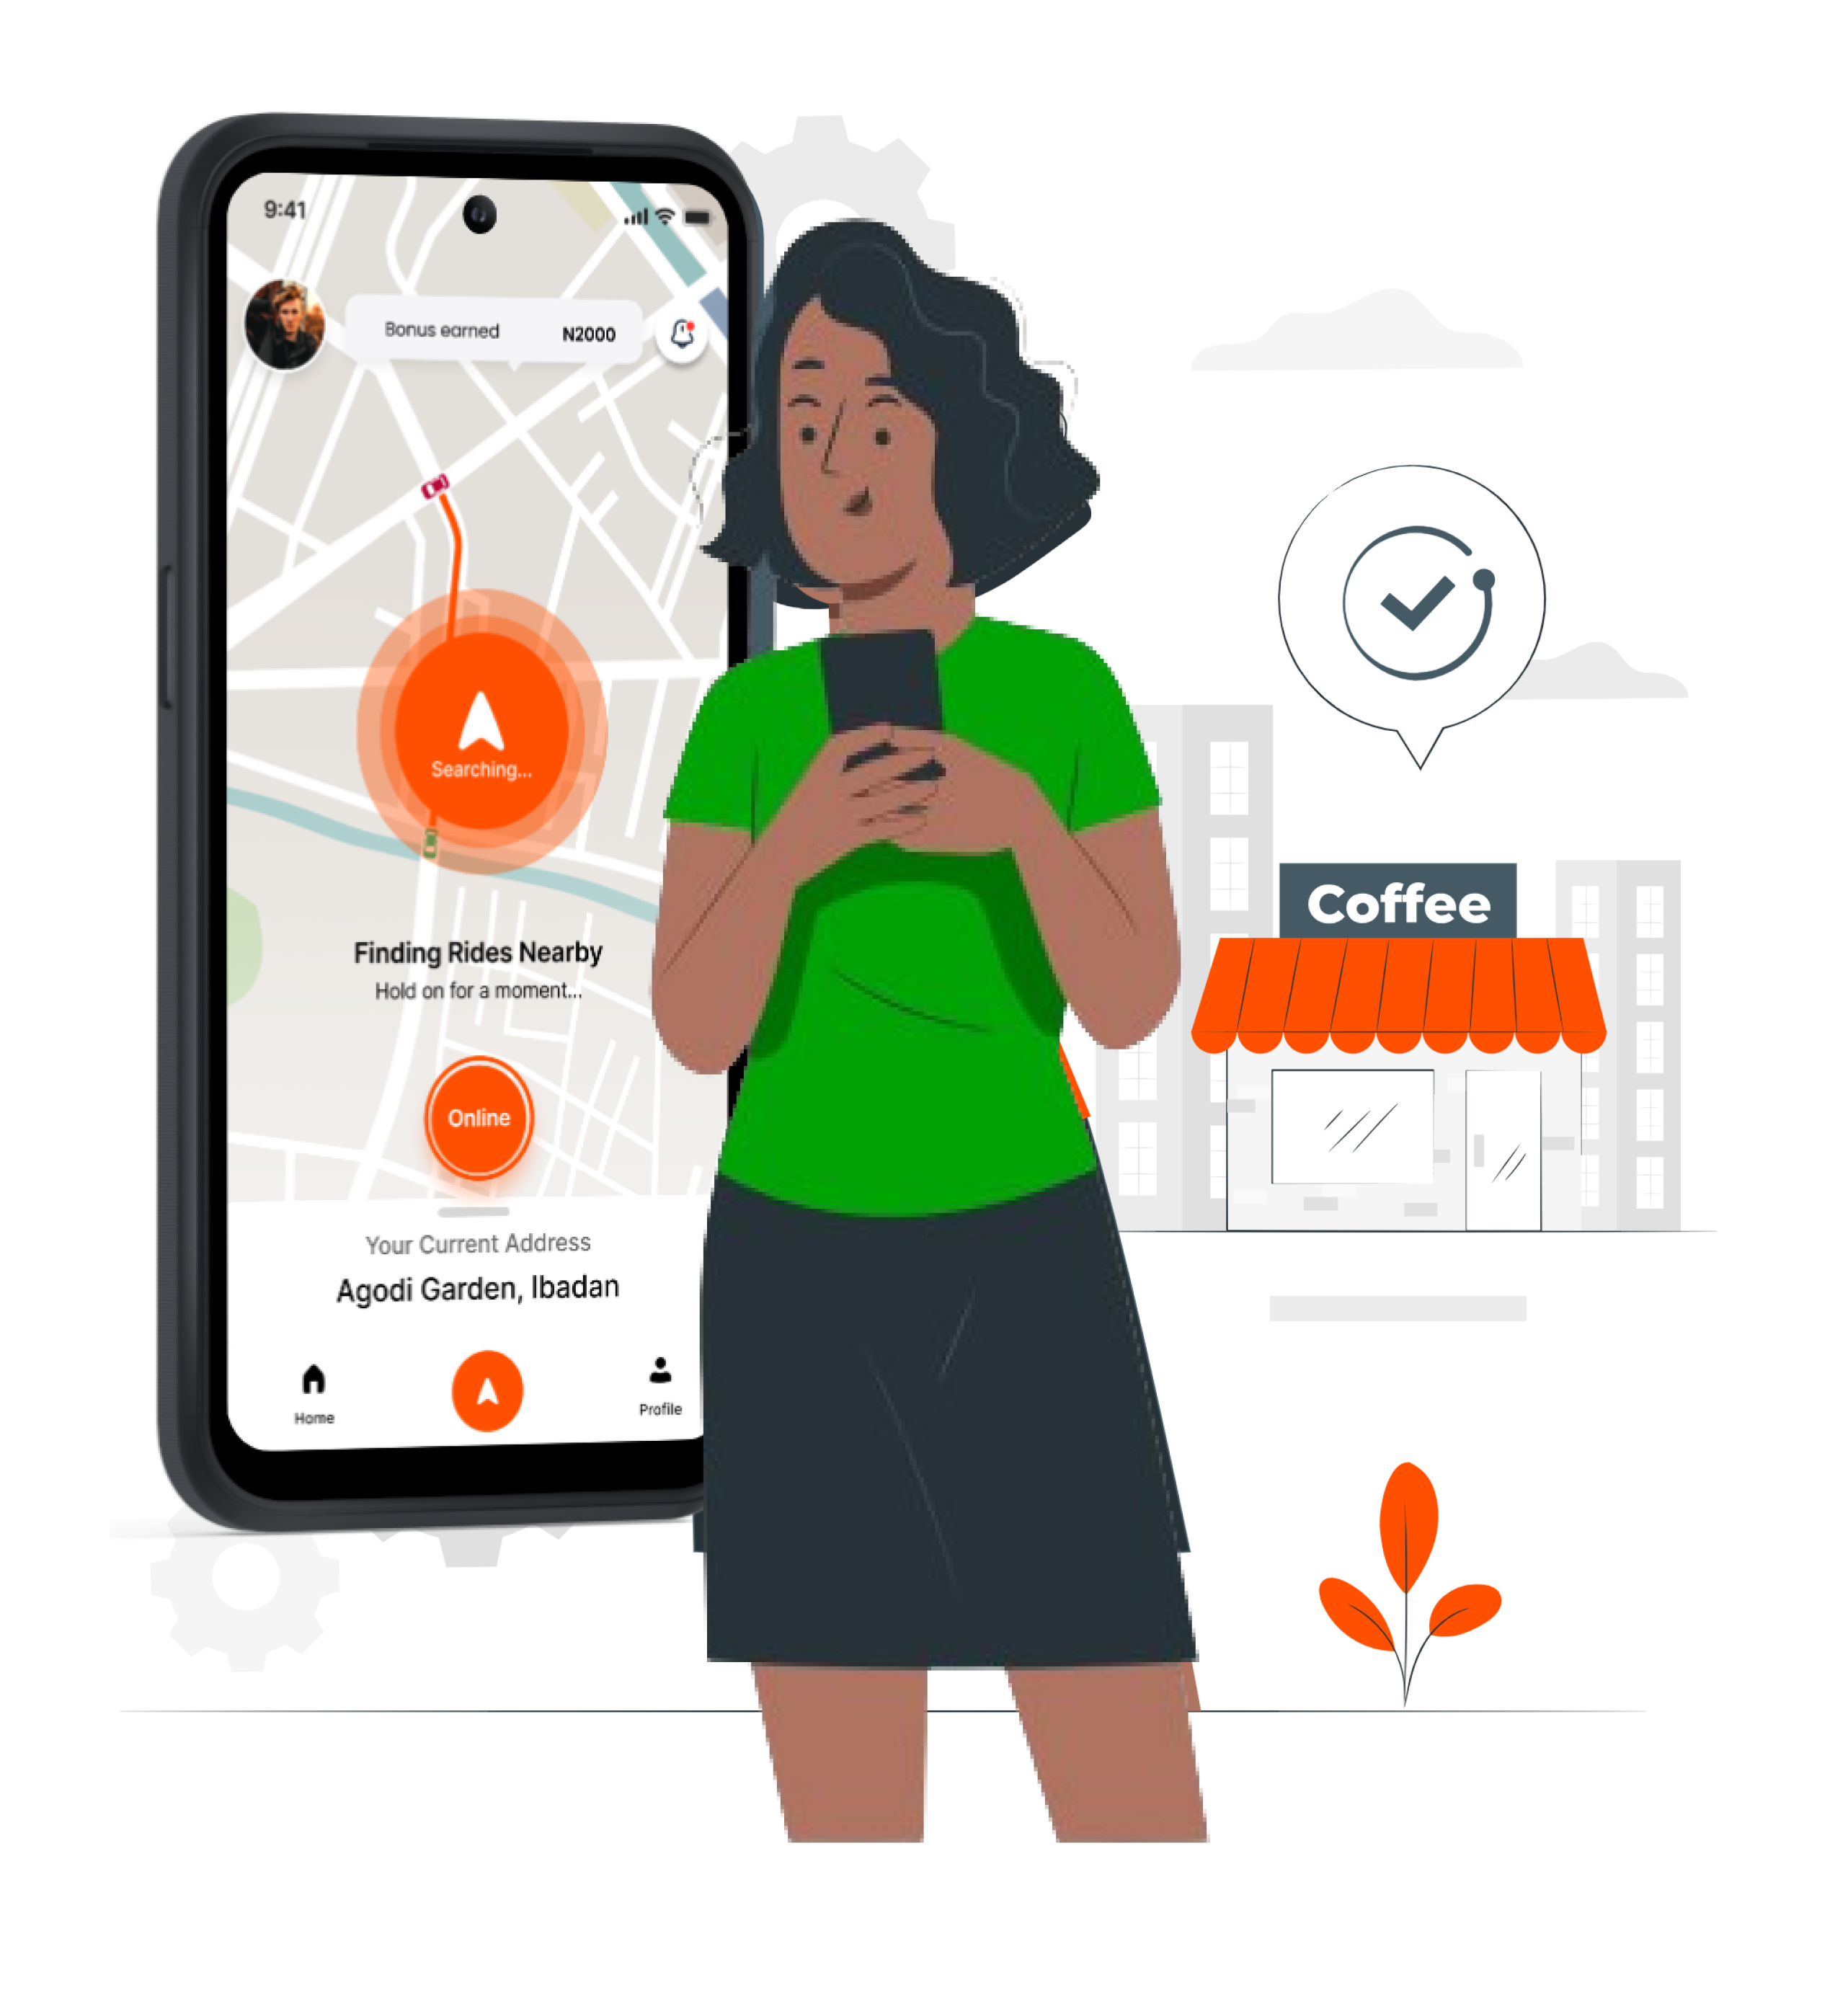 9:41
Bonus earned N2000
Searching...
Finding Rides Nearby
Hold on for a moment...
Online
Your Current Address
Agodi Garden, Ibadan
Home
Profile
Coffee